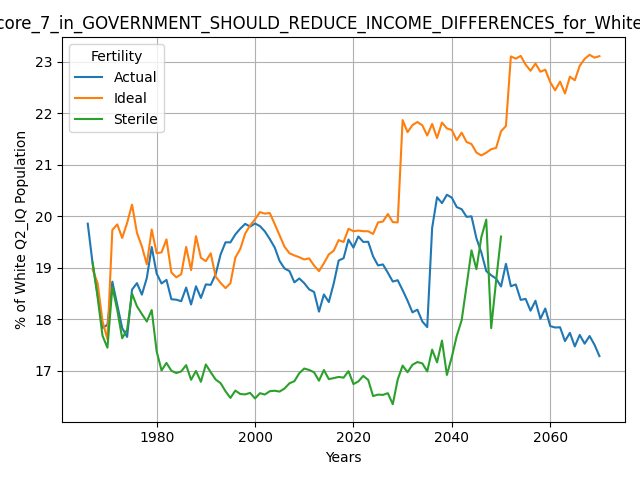 core_7_in_GOVERNMENT_SHOULD_REDUCE_INCOME_DIFFERENCES_for_White
Fertility
Actual
Ideal
Sterile
% of White Q2_IQ Population
23
22
21
20
19
18
17
1980
2000
2020
2040
2060
Years